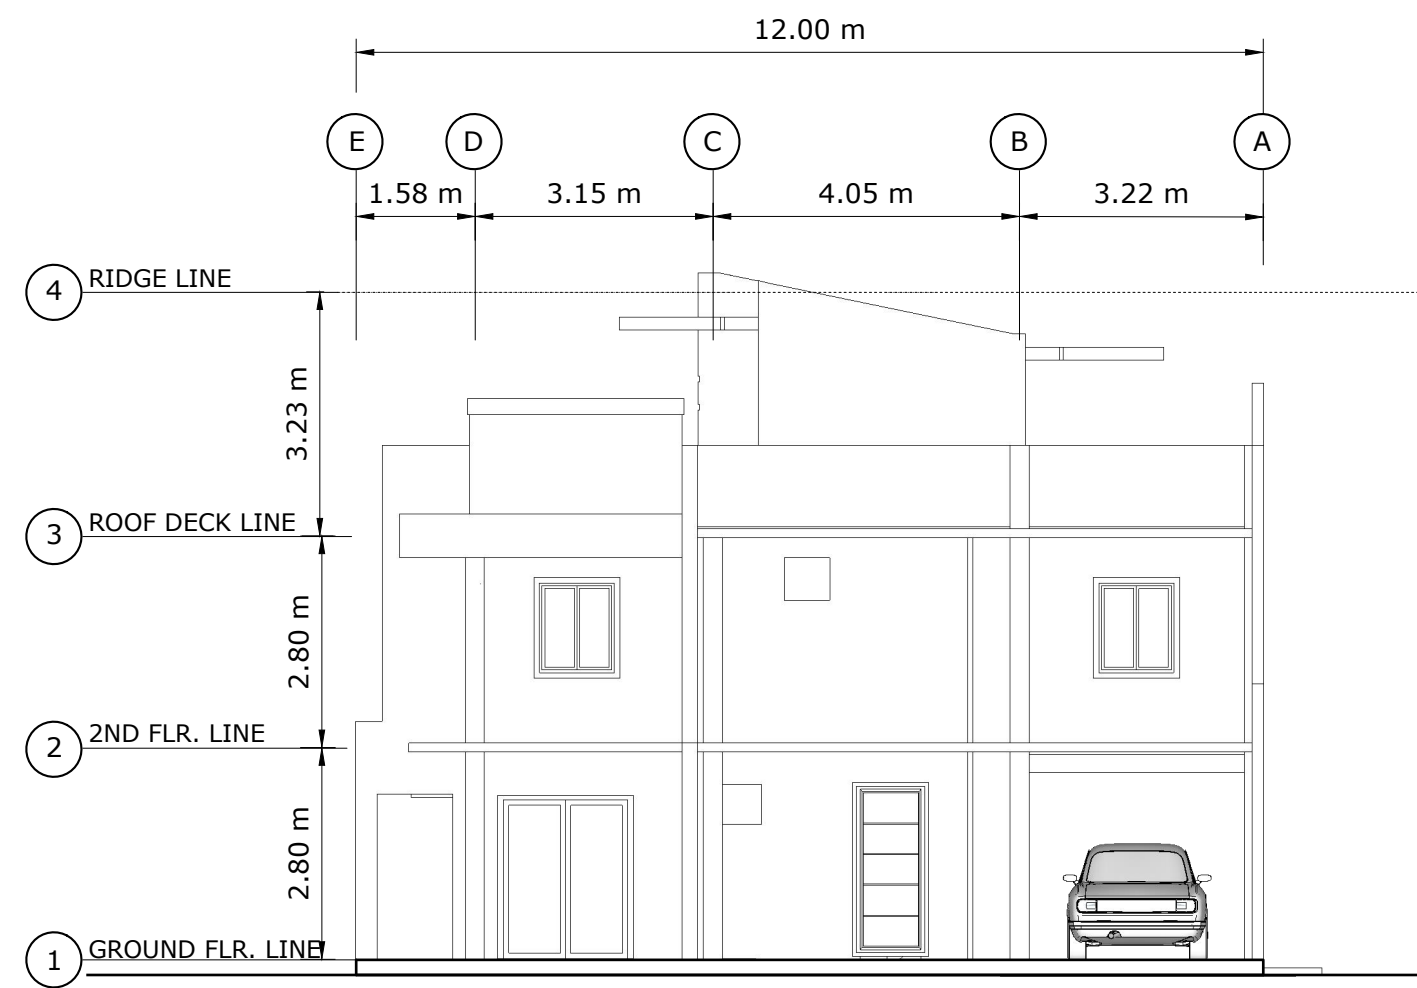 12.00 m
E D C B A
1.58 m 3.15 m 4.05 m 3.22 m
4 RIDGE LINE
3.23 m
3 ROOF DECK LINE
2.80 m
2 2ND FLR. LINE
2.80 m
1 GROUND FLR. LINE